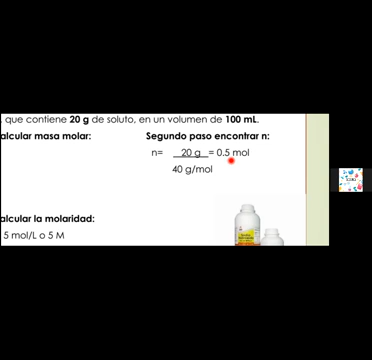 , que contiene 20 g de soluto, en un volumen de 100 mL.
alcular masa molar:
Segundo paso encontrar n:
n= 20 g = 0.5 mol
40 g/mol
alcular la molaridad:
5 mol/L o 5 M